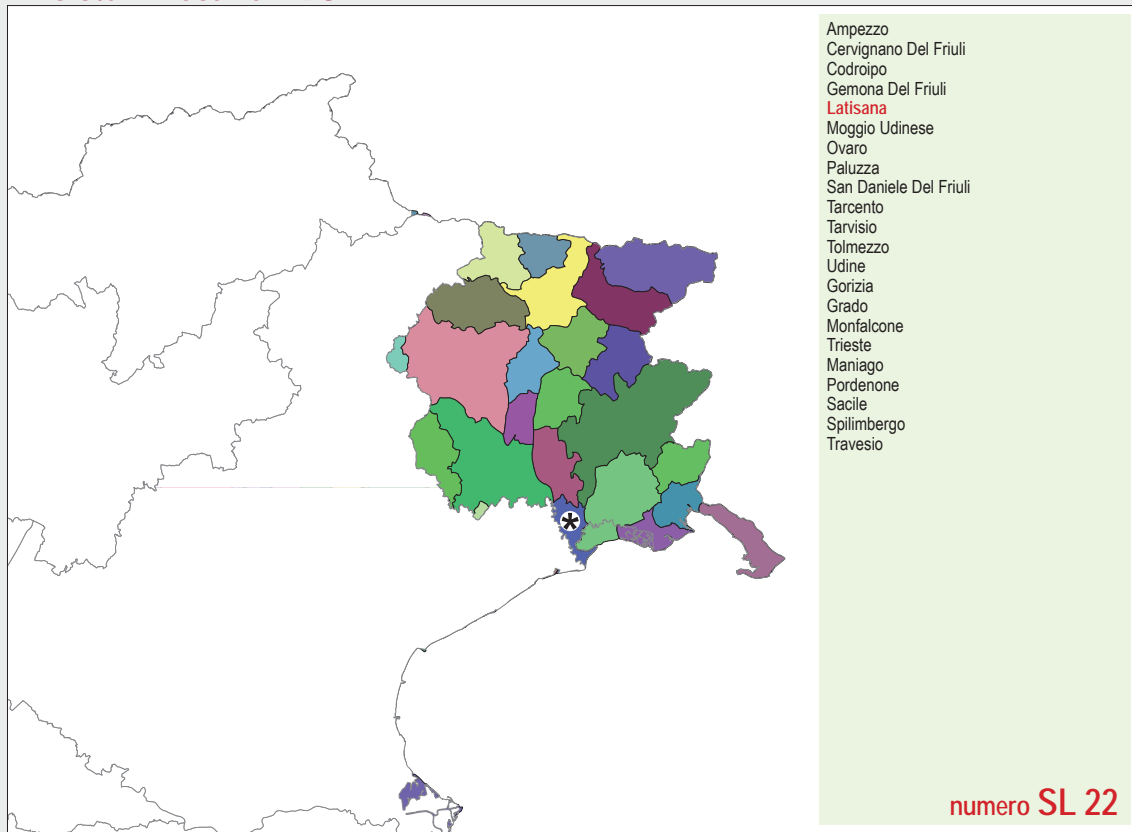 Ampezzo
Cervignano Del Friuli
Codroipo
Gemona Del Friuli
Latisana
Moggio Udinese
Ovaro
Paluzza
San Daniele Del Friuli
Tarcento
Tarvisio
Tolmezzo
Udine
Gorizia
Grado
Monfalcone
Trieste
Maniago
Pordenone
Sacile
Spilimbergo
Travesio
*
numero SL 22